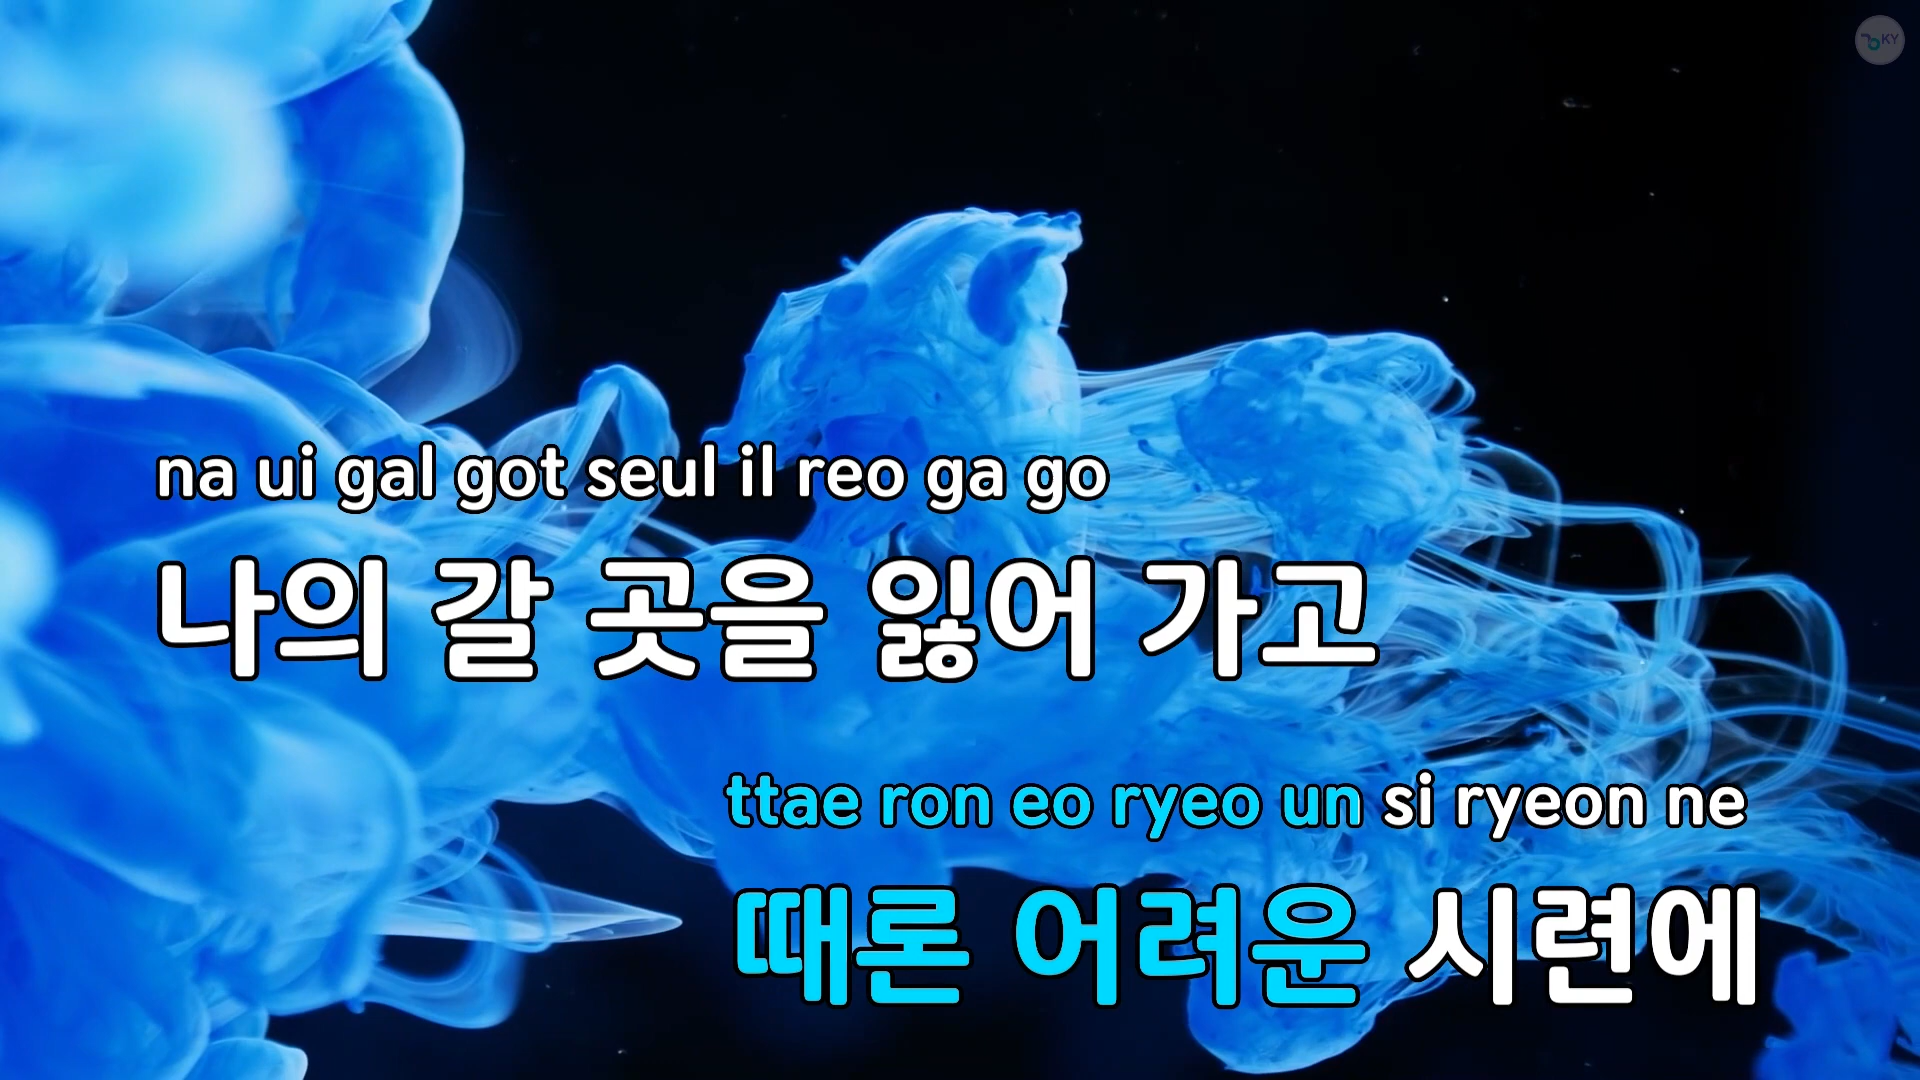 KY
na ui gal got seul il reo ga go
나의 갈 곳을 잃어 가고
ttae ron eo ryeo un si ryeon ne
때론 어려운 시련에